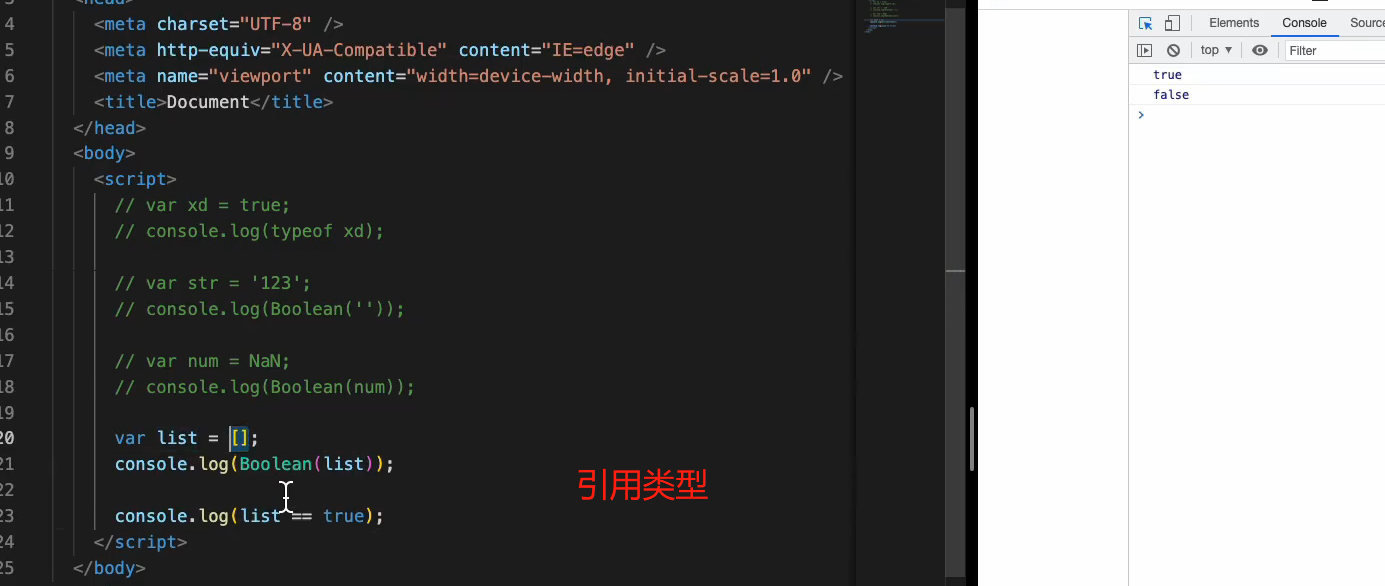 <head>
4 <meta charset="UTF-8" />
5 <meta http-equiv="X-UA-Compatible" content="IE=edge" />
6 <meta name="viewport" content="width=device-width, initial-scale=1.0" />
7 <title>Document</title>
8 </head>
9 <body>
10 <script>
11 // var xd = true;
12 // console.log(typeof xd);
13
14 // var str = '123';
15 // console.log(Boolean(''));
16
17 // var num = NaN;
18 // console.log(Boolean(num));
19
20 var list = [];
21 console.log(Boolean(list));
22
引用类型
23 console.log(list == true);
24 </script>
25 </body>
Elements Console
top ▼ Filter
true
false
>